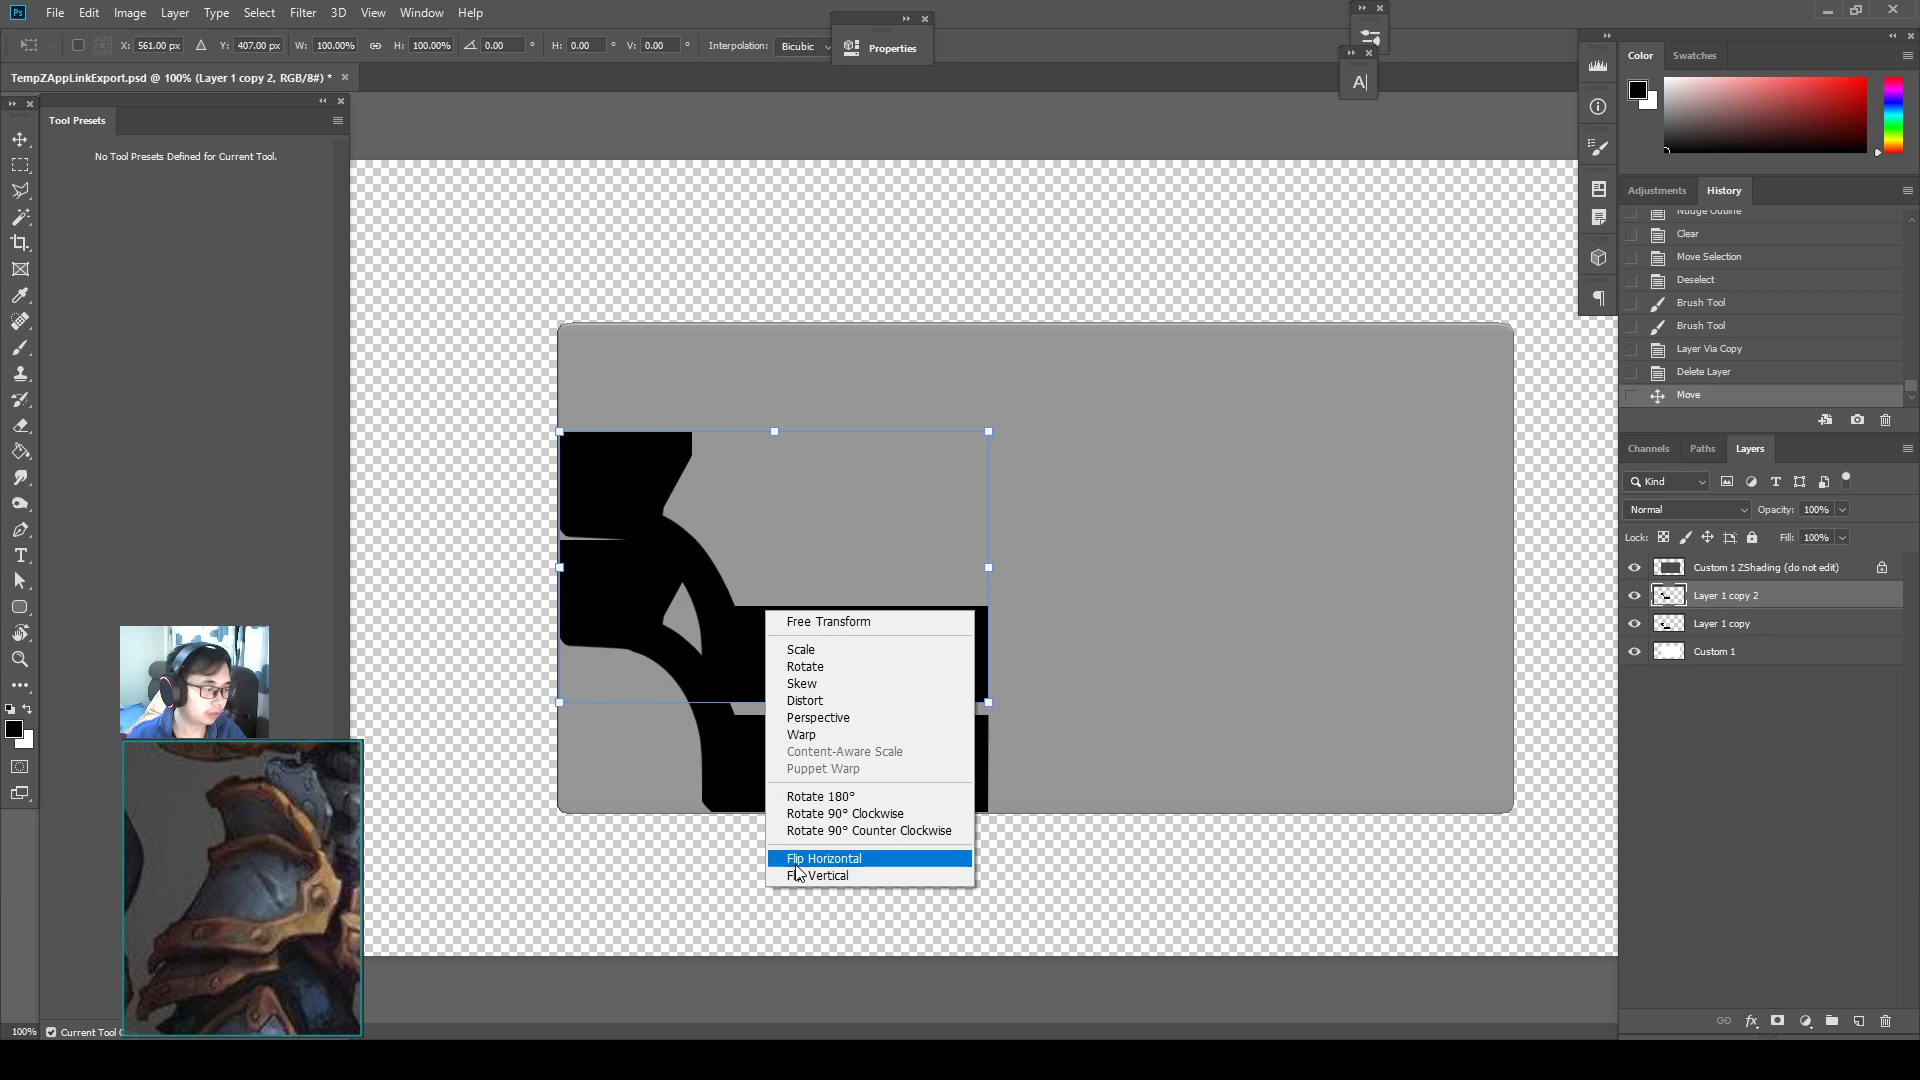 Ps File Edit Image Layer Type Select Filter 3D View Window Help
X: 561.00 px Y: 407.00 px W: 100.00% H: 100.00% 0.00 ° H: 0.00 ° V: 0.00 ° Interpolation: Bicubic
Properties
A|
TempZAppLinkExport.psd @ 100% (Layer 1 copy 2, RGB/8#) *
Tool Presets
No Tool Presets Defined for Current Tool.
Color Swatches
Adjustments History
Nudge Outline
Clear
Move Selection
Deselect
Brush Tool
Brush Tool
Layer Via Copy
Delete Layer
Move
Channels Paths Layers
Kind
Normal Opacity: 100%
Lock: Fill: 100%
Custom 1 ZShading (do not edit)
Layer 1 copy 2
Layer 1 copy
Custom 1
Free Transform
Scale
Rotate
Skew
Distort
Perspective
Warp
Content-Aware Scale
Puppet Warp
Rotate 180°
Rotate 90° Clockwise
Rotate 90° Counter Clockwise
Flip Horizontal
Vertical
100% Current Tool